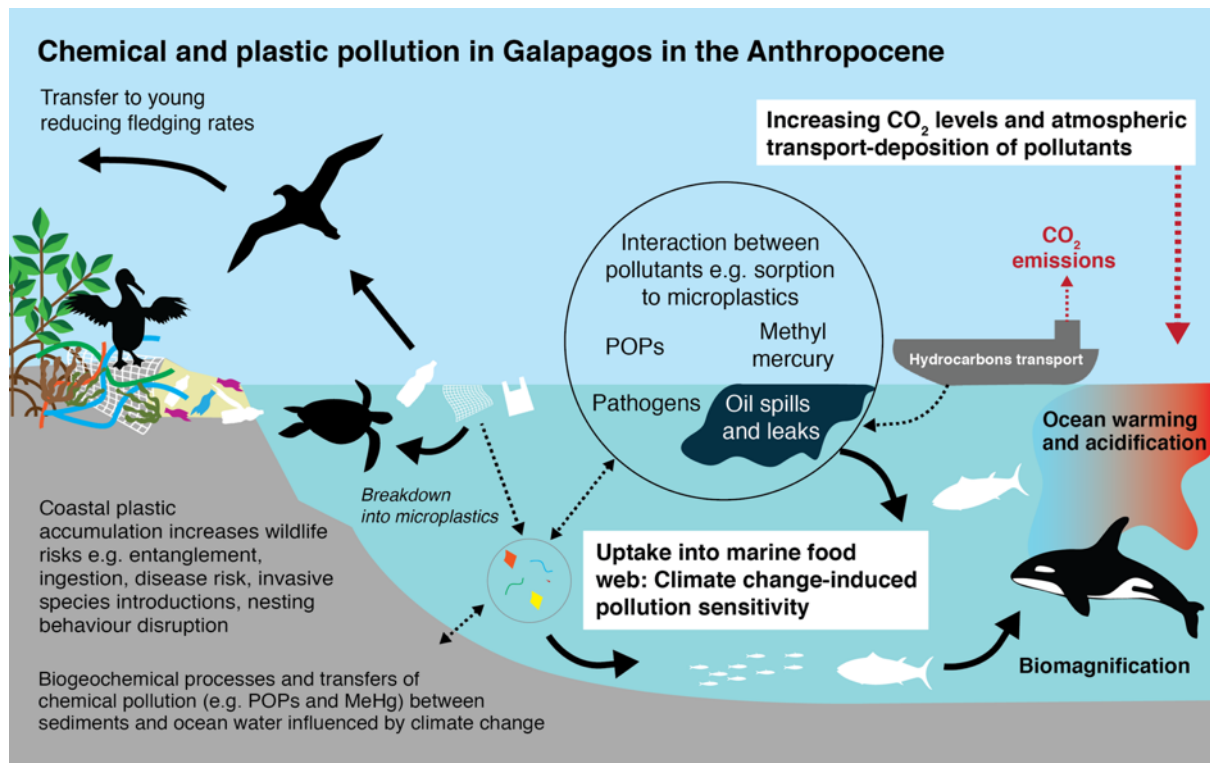 Chemical and plastic pollution in Galapagos in the Anthropocene
Transfer to young
reducing fledging rates
Increasing CO₂ levels and atmospheric
transport-deposition of pollutants
Interaction between
pollutants e.g. sorption
to microplastics
POPs
Methyl
mercury
Pathogens
Oil spills
and leaks
CO₂
emissions
Hydrocarbons transport
Ocean warming
and acidification
Breakdown
into microplastics
Coastal plastic
accumulation increases wildlife
risks e.g. entanglement,
ingestion, disease risk, invasive
species introductions, nesting
behaviour disruption
Uptake into marine food
web: Climate change-induced
pollution sensitivity
Biomagnification
Biogeochemical processes and transfers of
chemical pollution (e.g. POPs and MeHg) between
sediments and ocean water influenced by climate change